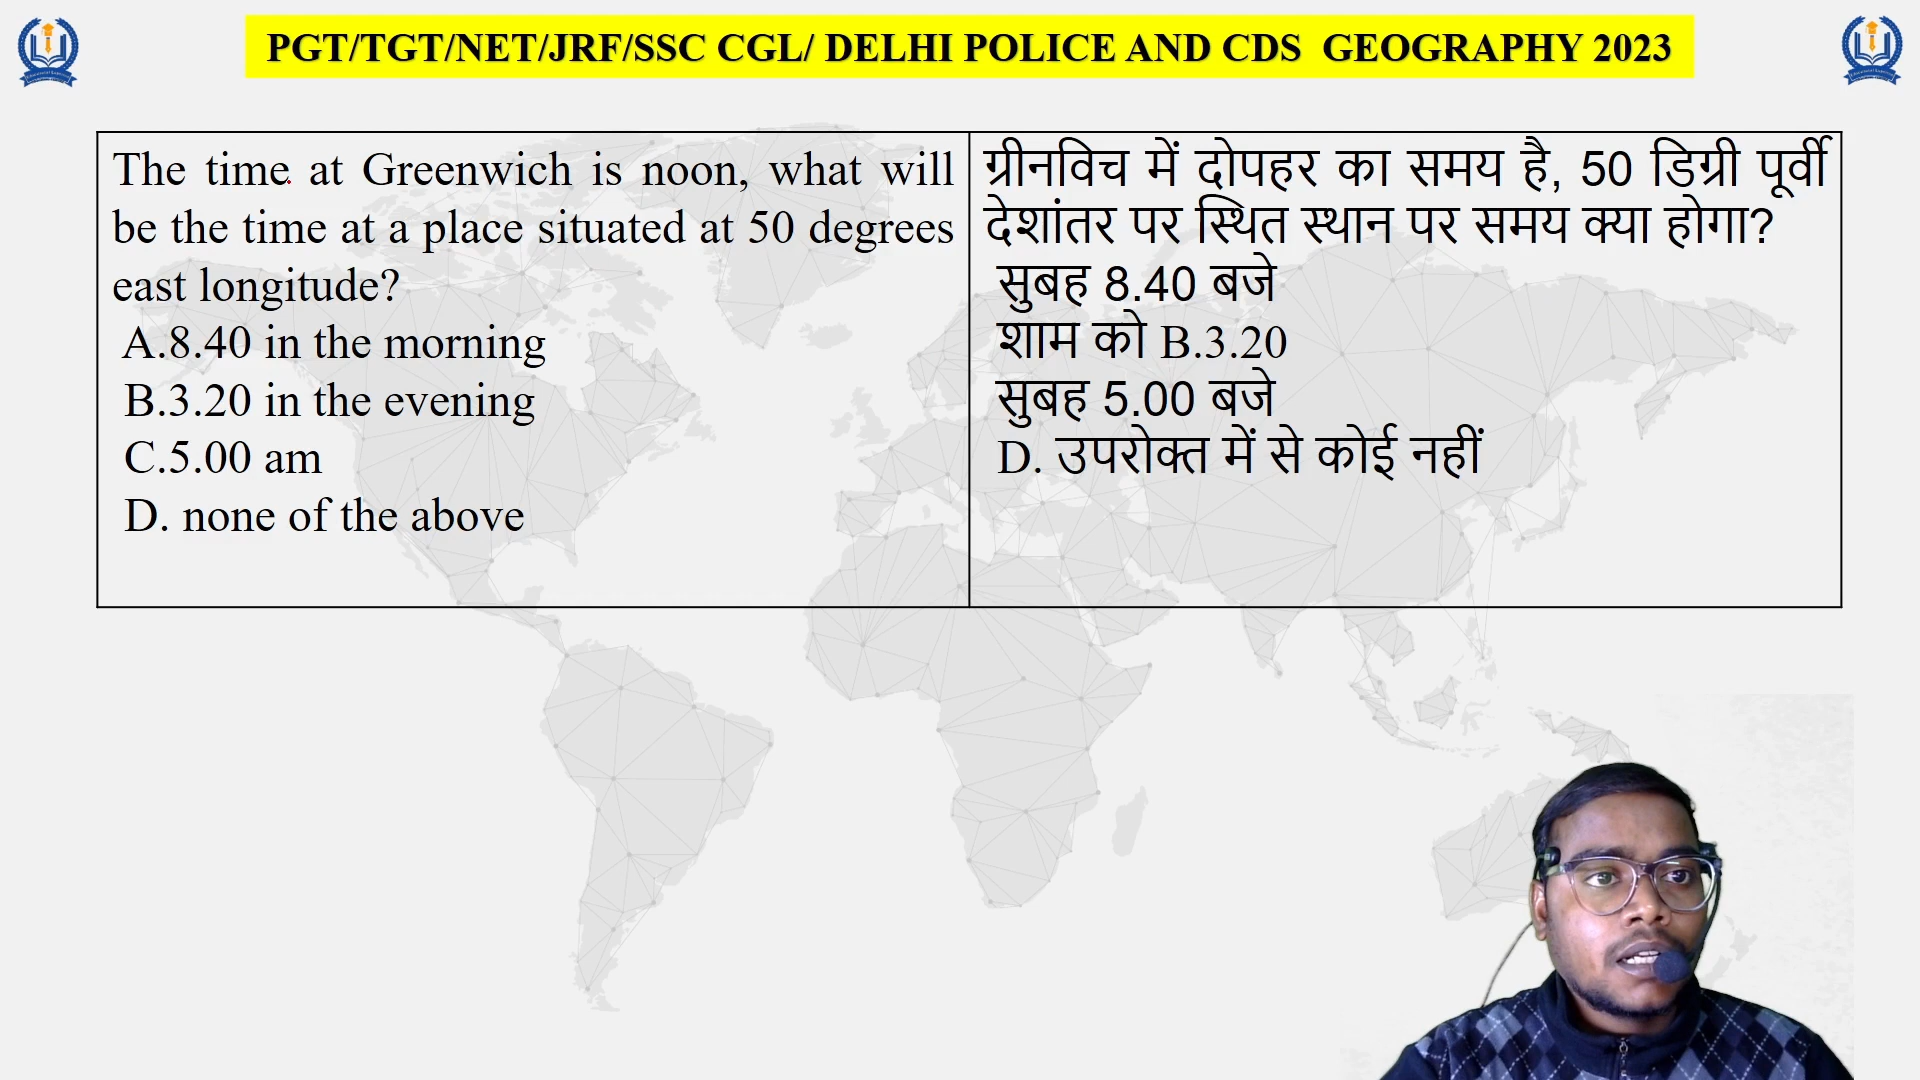 PGT/TGT/NET/JRF/SSC CGL/ DELHI POLICE AND CDS  GEOGRAPHY 2023
The time at Greenwich is noon, what will
be the time at a place situated at 50 degrees
east longitude?
A.8.40 in the morning
B.3.20 in the evening
C.5.00 am
D. none of the above
ग्रीनविच में दोपहर का समय है, 50 डिग्री पूर्वी
देशांतर पर स्थित स्थान पर समय क्या होगा?
सुबह 8.40 बजे
शाम को B.3.20
सुबह 5.00 बजे
D. उपरोक्त में से कोई नहीं